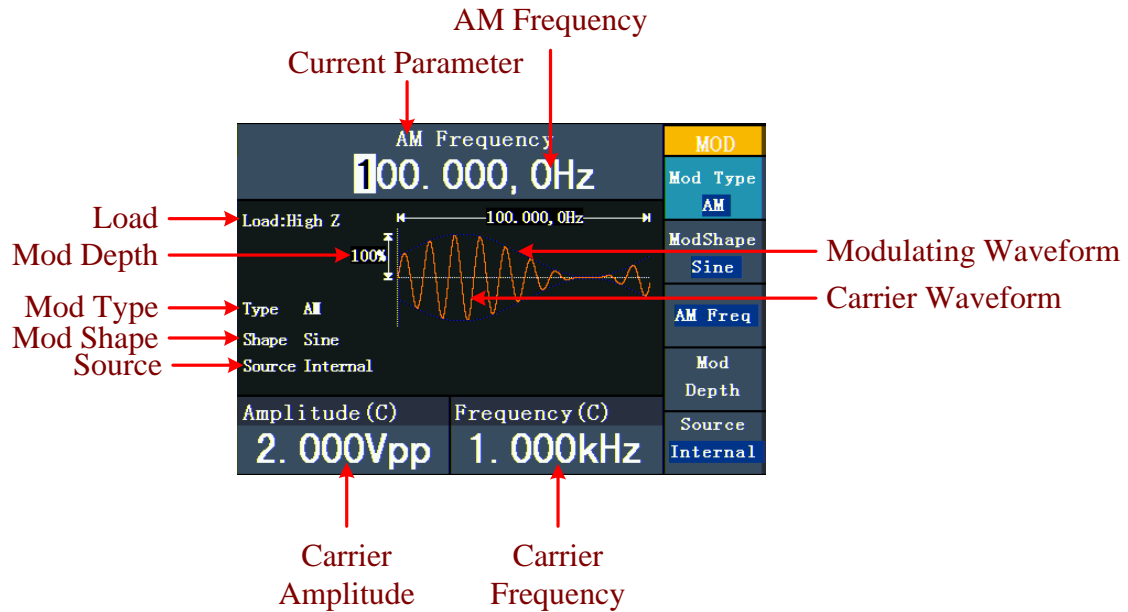 AM Frequency
Current Parameter
AM Frequency
100.000,0Hz
MOD
Mod Type
AM
ModShape
Sine
AM Freq
Mod
Depth
Source
Internal
Load
Mod Depth
Mod Type
Mod Shape
Source
Load:High Z
100.000,0Hz
100%
Type AM
Shape Sine
Source Internal
Modulating Waveform
Carrier Waveform
Amplitude(C)
2.000Vpp
Frequency(C)
1.000kHz
Carrier
Amplitude
Carrier
Frequency